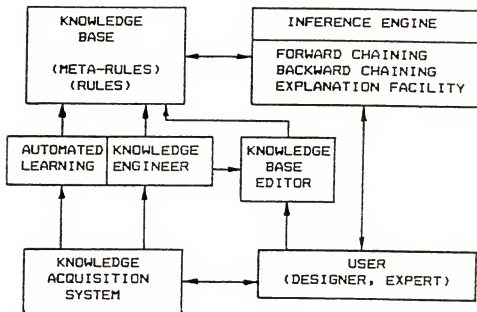 KNOWLEDGE
BASE
(META-RULES)
(RULES)
INFERENCE ENGINE
FORWARD CHAINING
BACKWARD CHAINING
EXPLANATION FACILITY
AUTOMATED
LEARNING
KNOWLEDGE
ENGINEER
KNOWLEDGE
BASE
EDITOR
KNOWLEDGE
ACQUISITION
SYSTEM
USER
(DESIGNER, EXPERT)